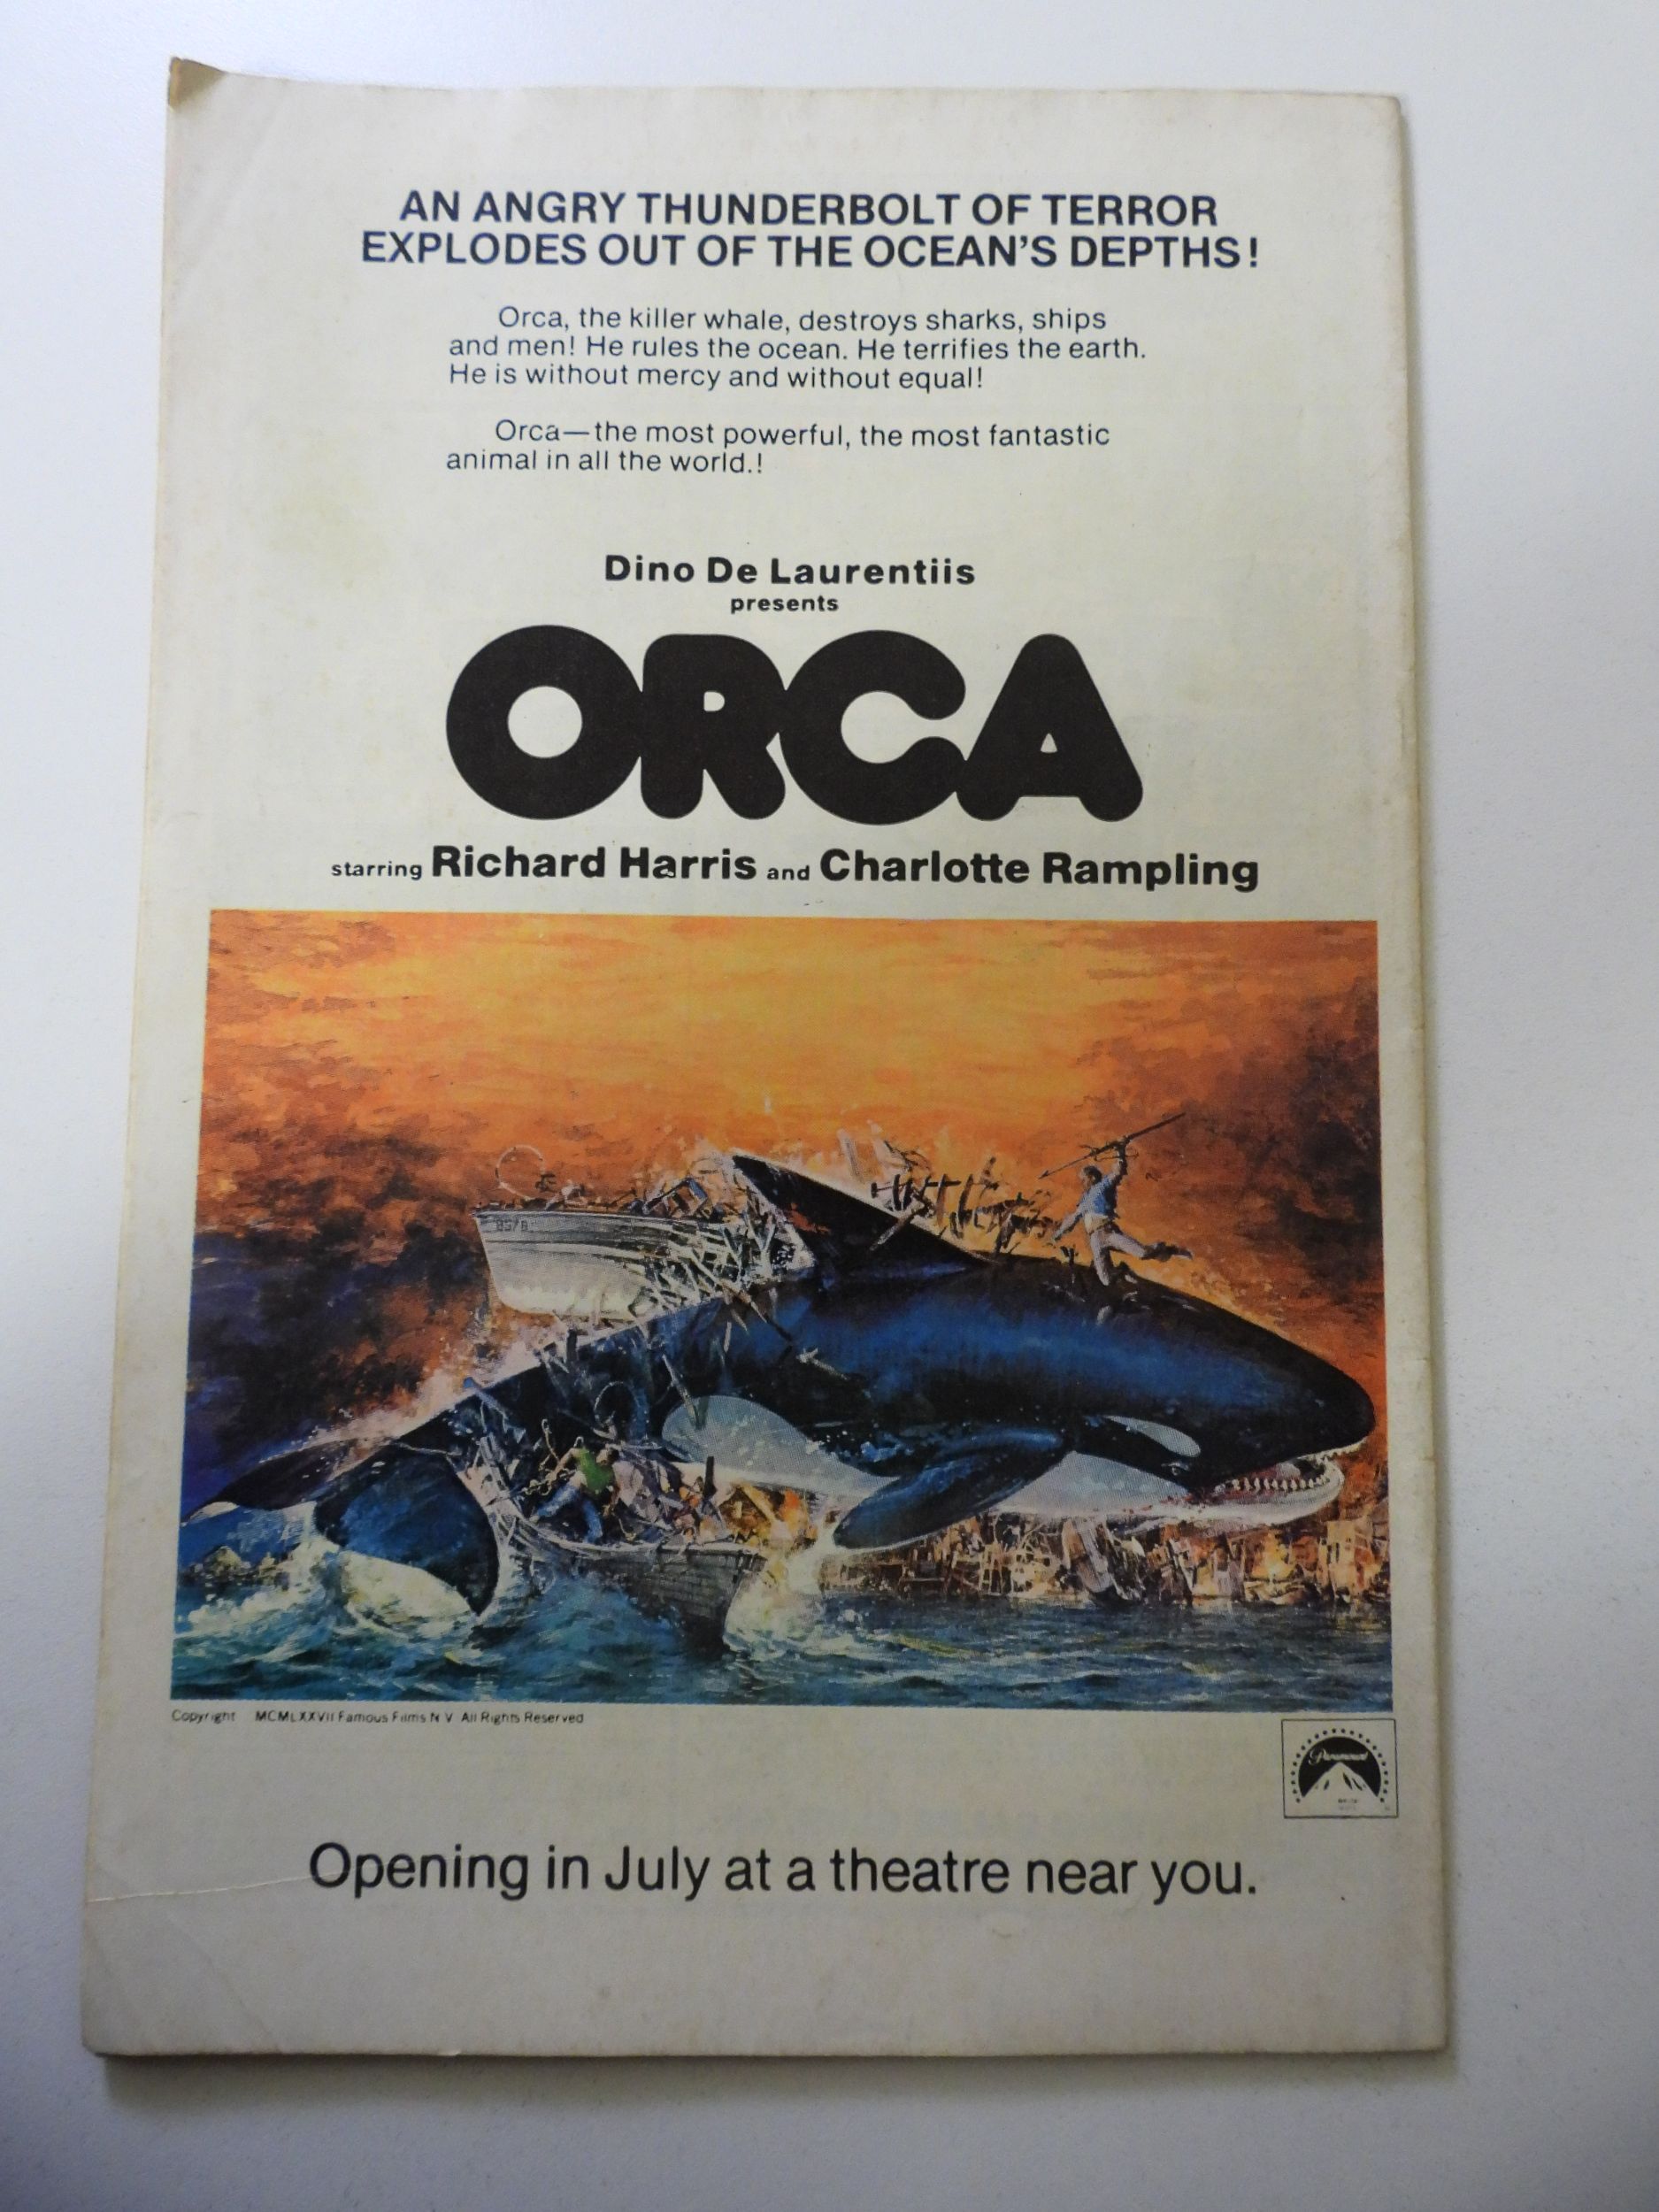 AN ANGRY THUNDERBOLT OF TERROR
EXPLODES OUT OF THE OCEAN'S DEPTHS!
Orca, the killer whale, destroys sharks, ships
and men! He rules the ocean. He terrifies the earth.
He is without mercy and without equal!
Orca—the most powerful, the most fantastic
animal in all the world.!
Dino De Laurentiis
presents
ORCA
starring Richard Harris and Charlotte Rampling
Copyright MCMLXXVII Famous Films N V All Rights Reserved
Paramount
Opening in July at a theatre near you.